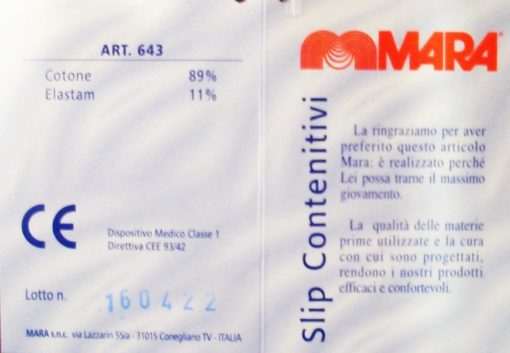 ART. 643
Cotone 89%
Elastam 11%
CE
Dispositivo Medico Classe 1
Direttiva CEE 93/42
Lotto n. 160422
MARA s.n.c. via Lazzarin 55/a - 31015 Conegliano TV - ITALIA
MARA
Slip Contenitivi
La ringraziamo per aver
preferito questo articolo
Mara: è realizzato perché
Lei possa trarne il massimo
giovamento.
La qualità delle materie
prime utilizzate e la cura
con cui sono progettati,
rendono i nostri prodotti
efficaci e confortevoli.